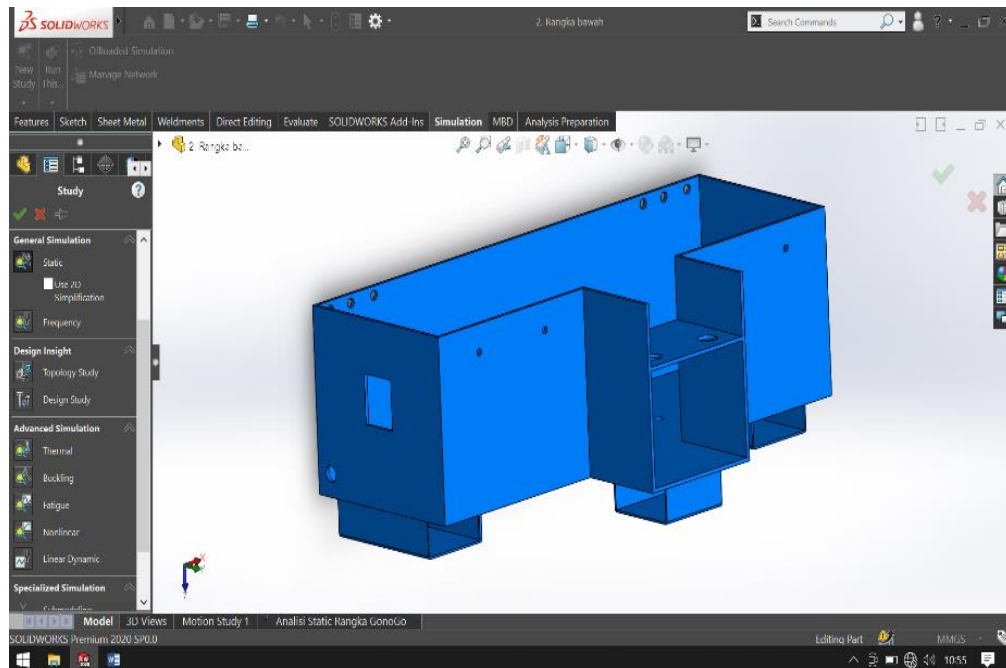 SOLIDWORKS
2. Rangka bawah
Search Commands
New Study
Run This...
Offloaded Simulation
Manage Network
Features
Sketch
Sheet Metal
Weldments
Direct Editing
Evaluate
SOLIDWORKS Add-Ins
Simulation
MBD
Analysis Preparation
2. Rangka ba...
Study
General Simulation
Static
Use 2D
Simplification
Frequency
Design Insight
Topology Study
Design Study
Advanced Simulation
Thermal
Buckling
Fatigue
Nonlinear
Linear Dynamic
Specialized Simulation
Model
3D Views
Motion Study 1
Analisi Static Rangka GonoGo
SOLIDWORKS Premium 2020 SP0.0
Editing Part
MMGS
10:55